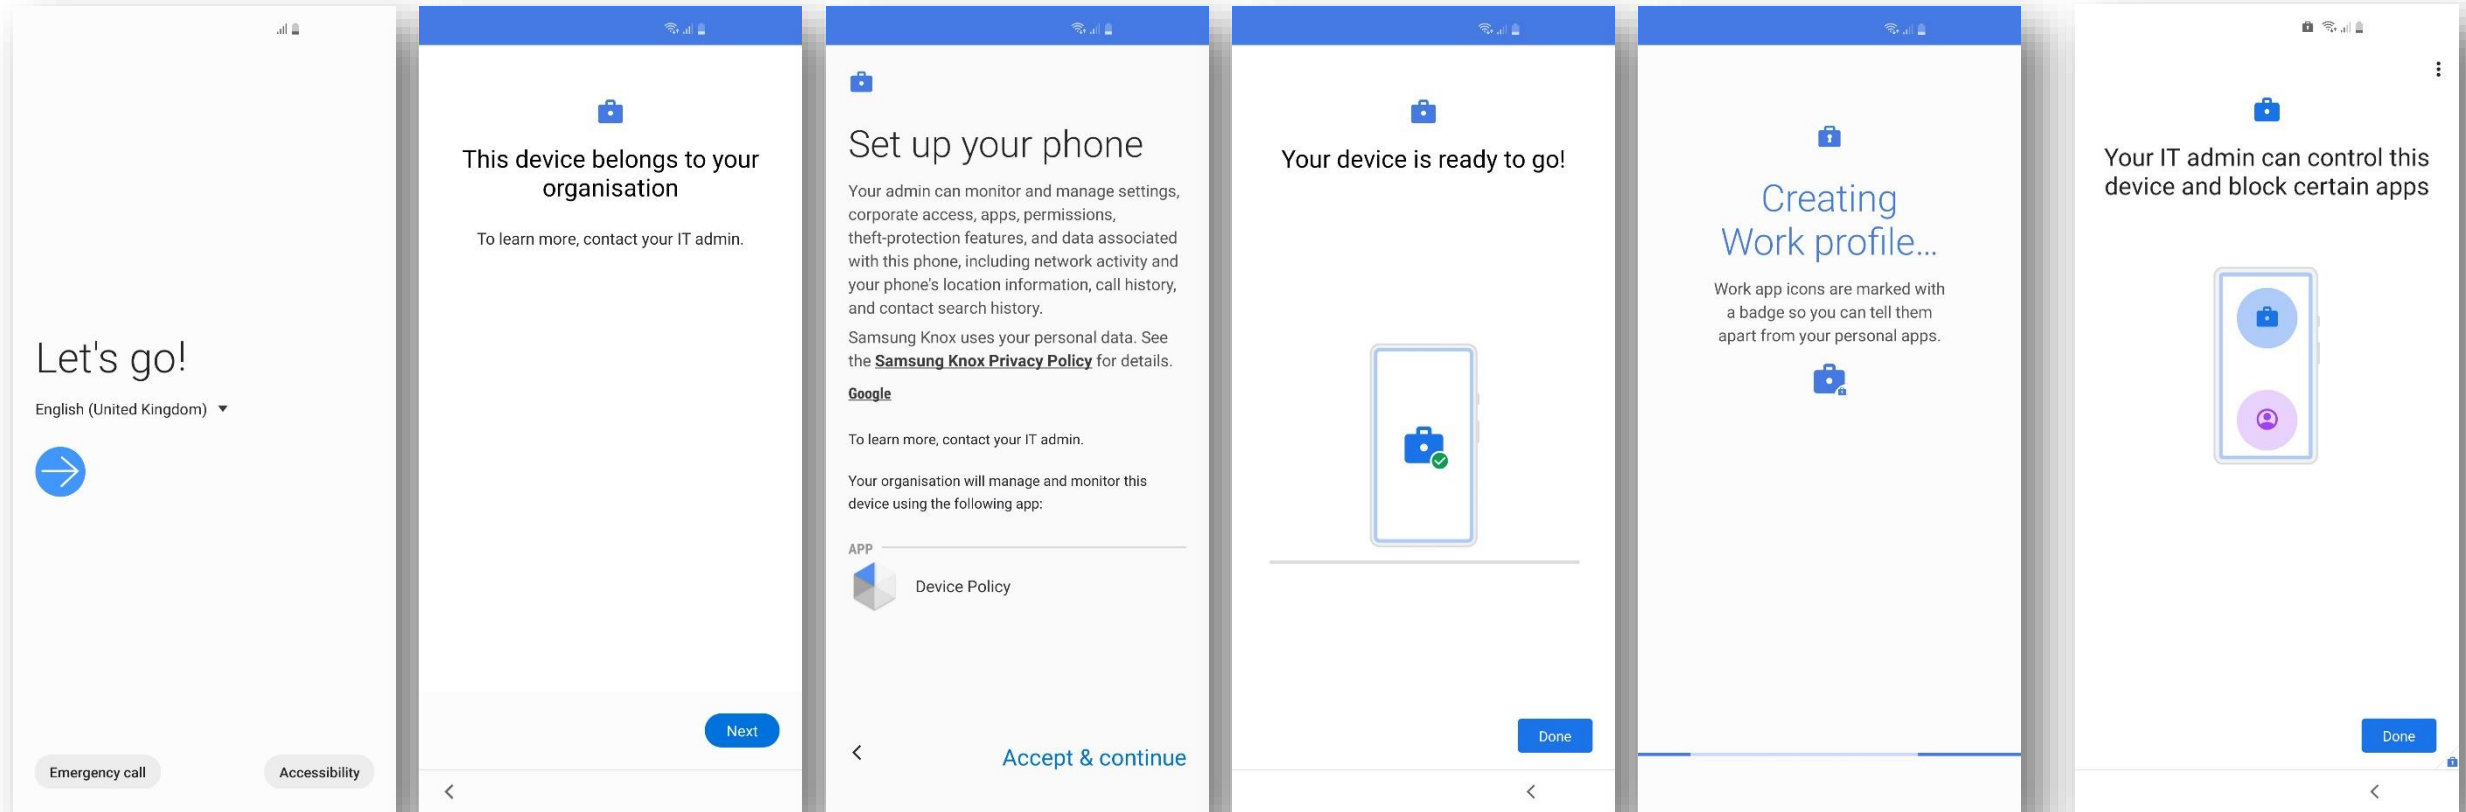 Let's go!
English (United Kingdom)
Emergency call
Accessibility
This device belongs to your
organisation
To learn more, contact your IT admin.
Next
Set up your phone
Your admin can monitor and manage settings,
corporate access, apps, permissions,
theft-protection features, and data associated
with this phone, including network activity and
your phone's location information, call history,
and contact search history.
Samsung Knox uses your personal data. See
the Samsung Knox Privacy Policy for details.
Google
To learn more, contact your IT admin.
Your organisation will manage and monitor this
device using the following app:
APP
Device Policy
Accept & continue
Your device is ready to go!
Done
Creating
Work profile...
Work app icons are marked with
a badge so you can tell them
apart from your personal apps.
Your IT admin can control this
device and block certain apps
Done